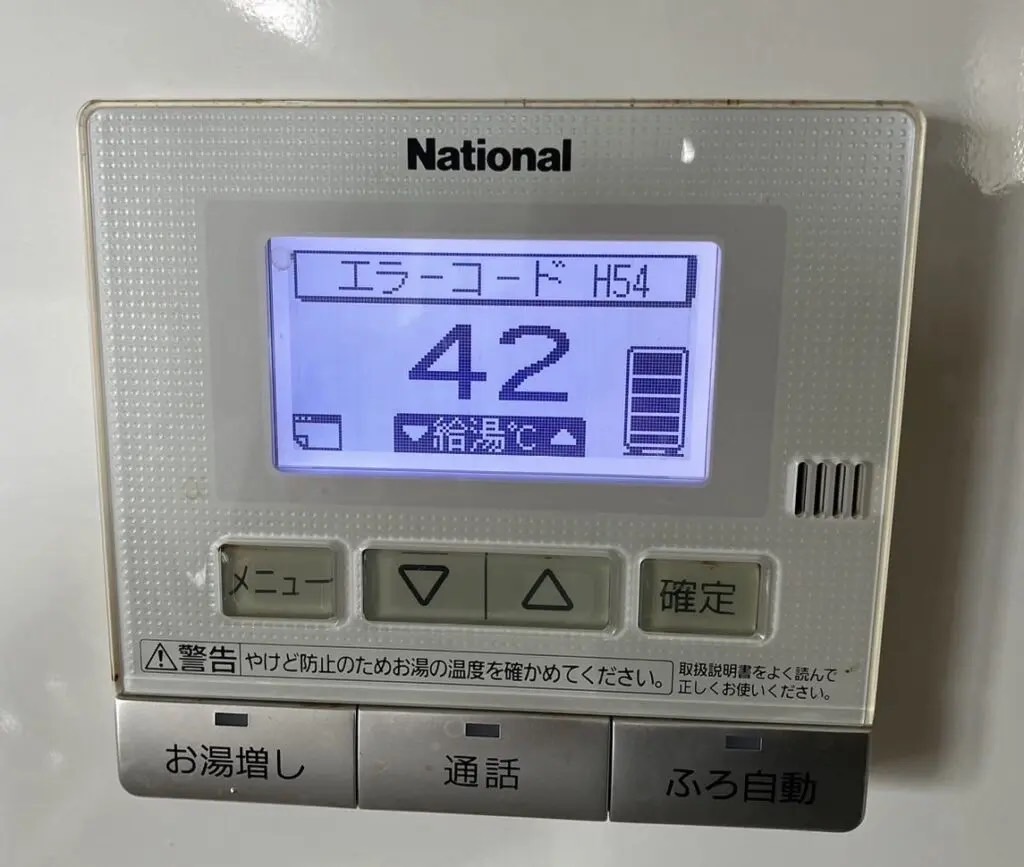 National
エラーコード H54
42
▼給湯℃▲
メニュー ▽ △ 確定
⚠警告 やけど防止のためお湯の温度を確かめてください。
取扱説明書をよく読んで
正しくお使いください。
お湯増し 通話 ふろ自動